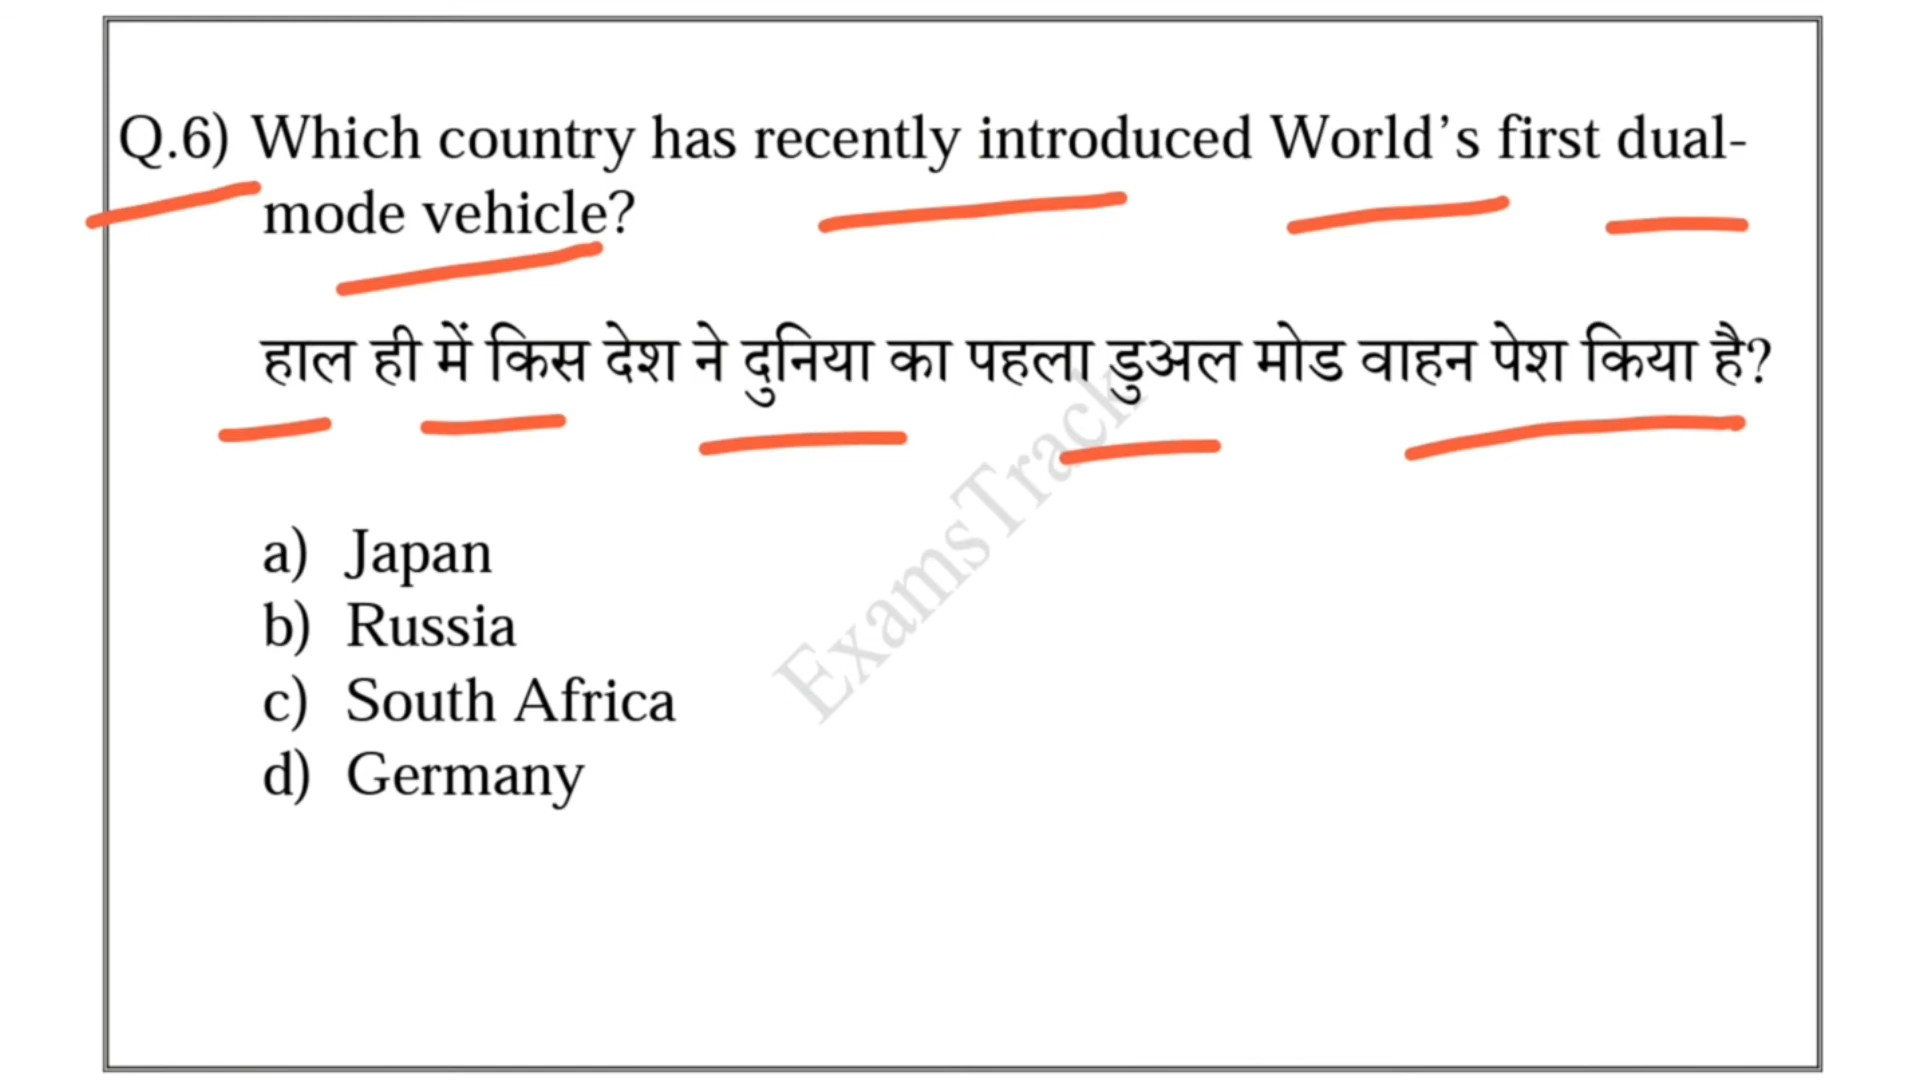 Q.6) Which country has recently introduced World’s first dual-
mode vehicle?
हाल ही में किस देश ने दुनिया का पहला डुअल मोड वाहन पेश किया है?
ExamsTrack
a) Japan
b) Russia
c) South Africa
d) Germany